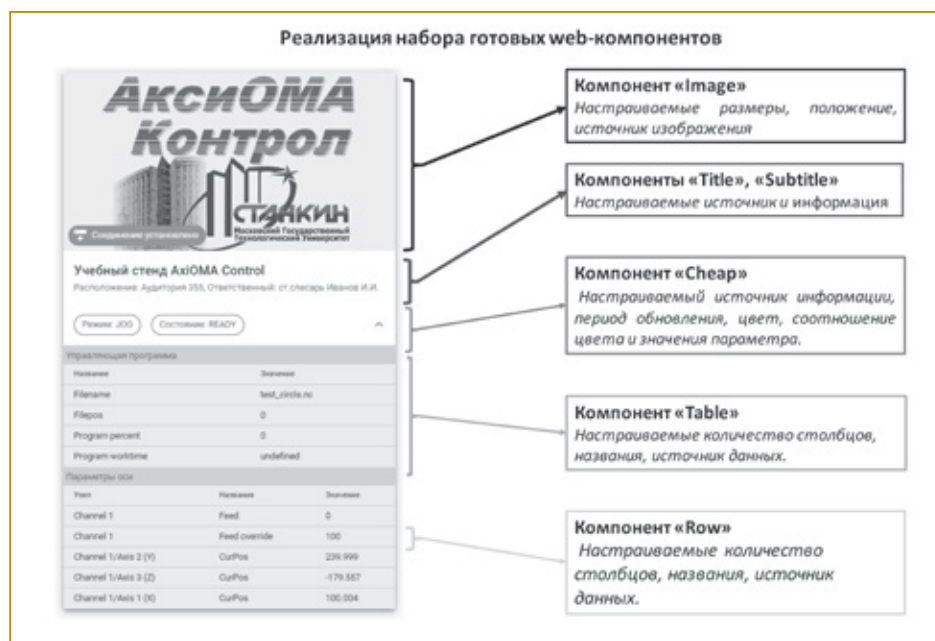 Реализация набора готовых web-компонентов
АксиОМА
Контрол
СТАНКИН
Московский Государственный
Технологический Университет
Соединение установлено
Учебный стенд AxiOMA Control
Расположение: Аудитория 355, Ответственный: ст.слесарь Иванов И.И.
Режим: JOG Состояние: READY
Управляющая программа
Название Значение
Filename test_circle.nc
Filepos 0
Program percent 0
Program worktime undefined
Параметры оси
Узел Название Значение
Channel 1 Feed 0
Channel 1 Feed override 100
Channel 1/Axis 2 (Y) CurPos 239.999
Channel 1/Axis 3 (Z) CurPos -179.557
Channel 1/Axis 1 (X) CurPos 100.004
Компонент «Image»
Настраиваемые размеры, положение,
источник изображения
Компоненты «Title», «Subtitle»
Настраиваемые источник и информация
Компонент «Cheap»
Настраиваемый источник информации,
период обновления, цвет, соотношение
цвета и значения параметра.
Компонент «Table»
Настраиваемые количество столбцов,
названия, источник данных.
Компонент «Row»
Настраиваемые количество
столбцов, названия, источник
данных.